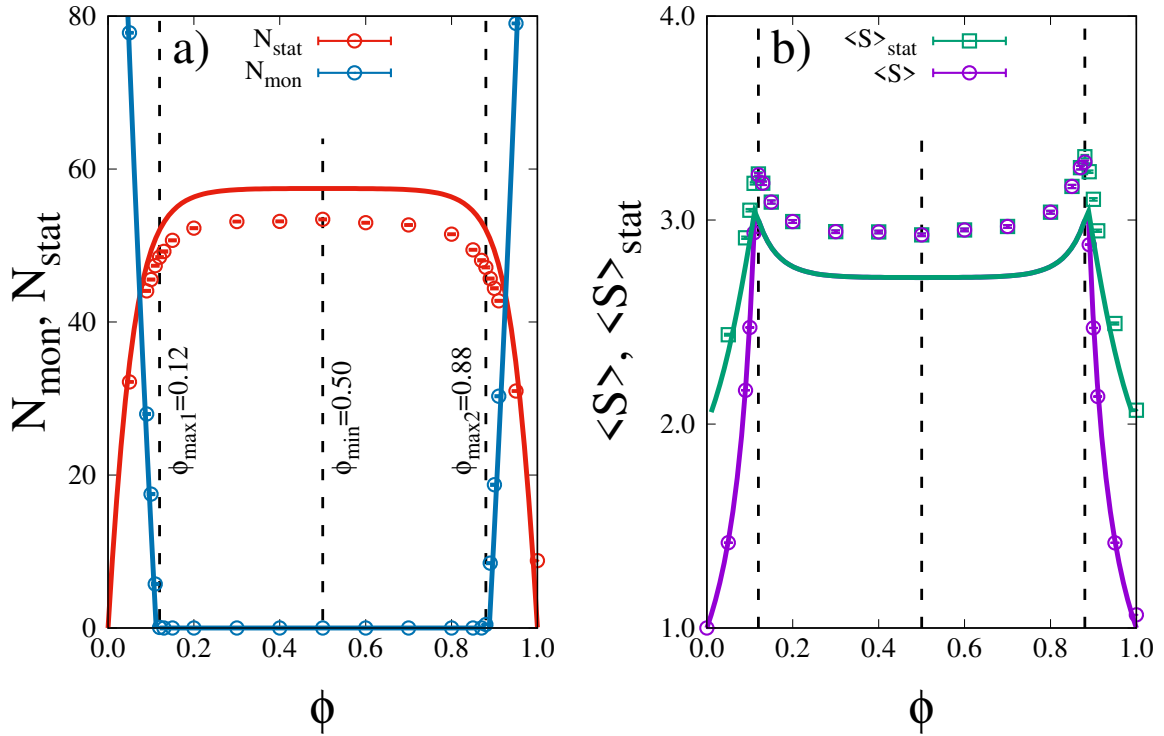 a)
N_stat
N_mon
N_mon, N_stat
80
60
40
20
0
ϕ_max1=0.12
ϕ_min=0.50
ϕ_max2=0.88
0.0 0.2 0.4 0.6 0.8 1.0
ϕ
b)
<S>_stat
<S>
<S>, <S>_stat
4.0
3.0
2.0
1.0
0.0 0.2 0.4 0.6 0.8 1.0
ϕ